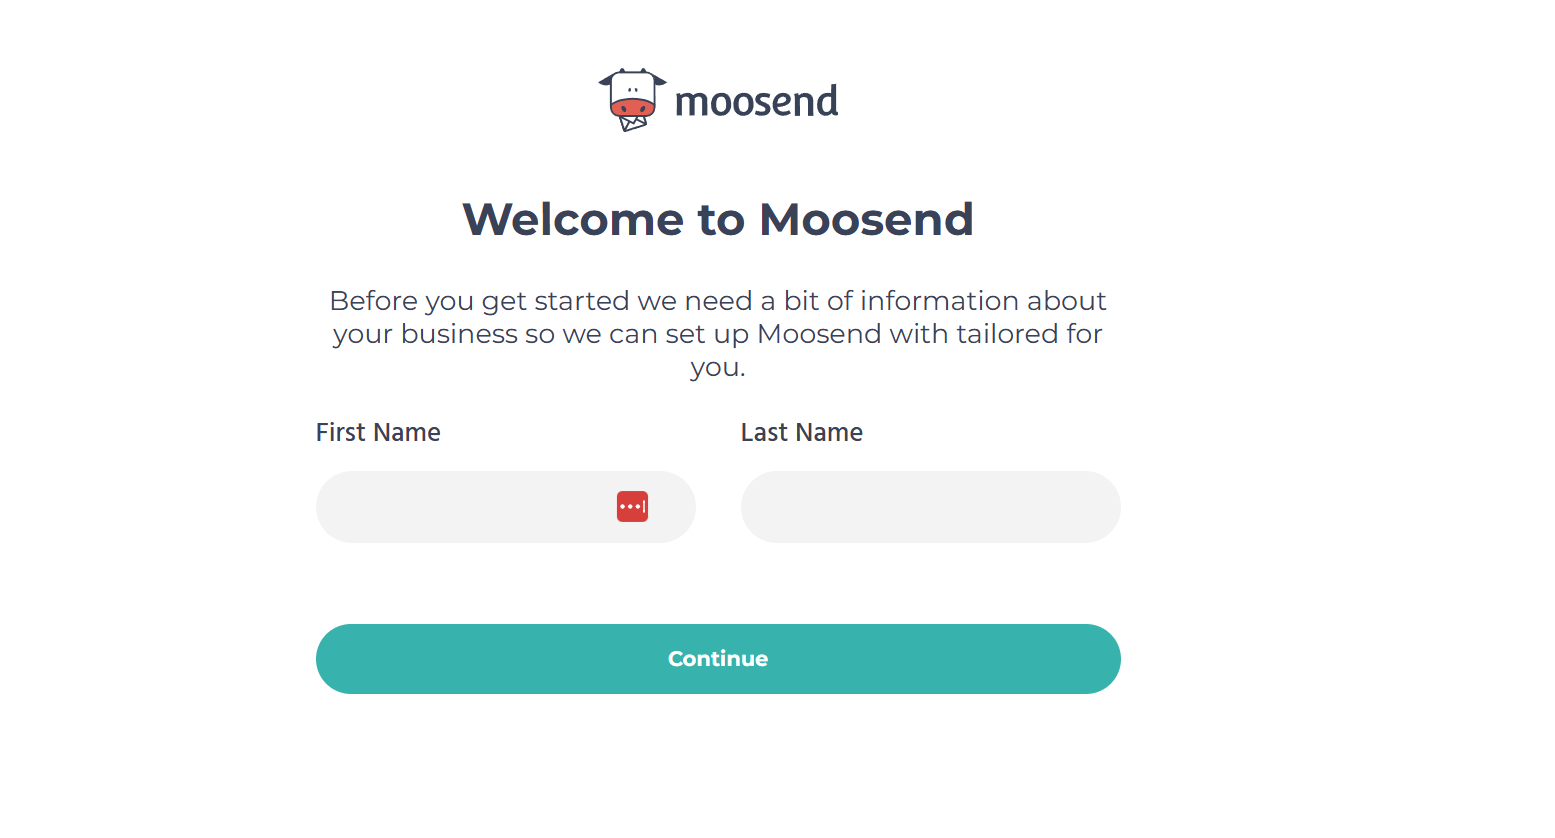 moosend
Welcome to Moosend
Before you get started we need a bit of information about
your business so we can set up Moosend with tailored for
you.
First Name
Last Name
Continue